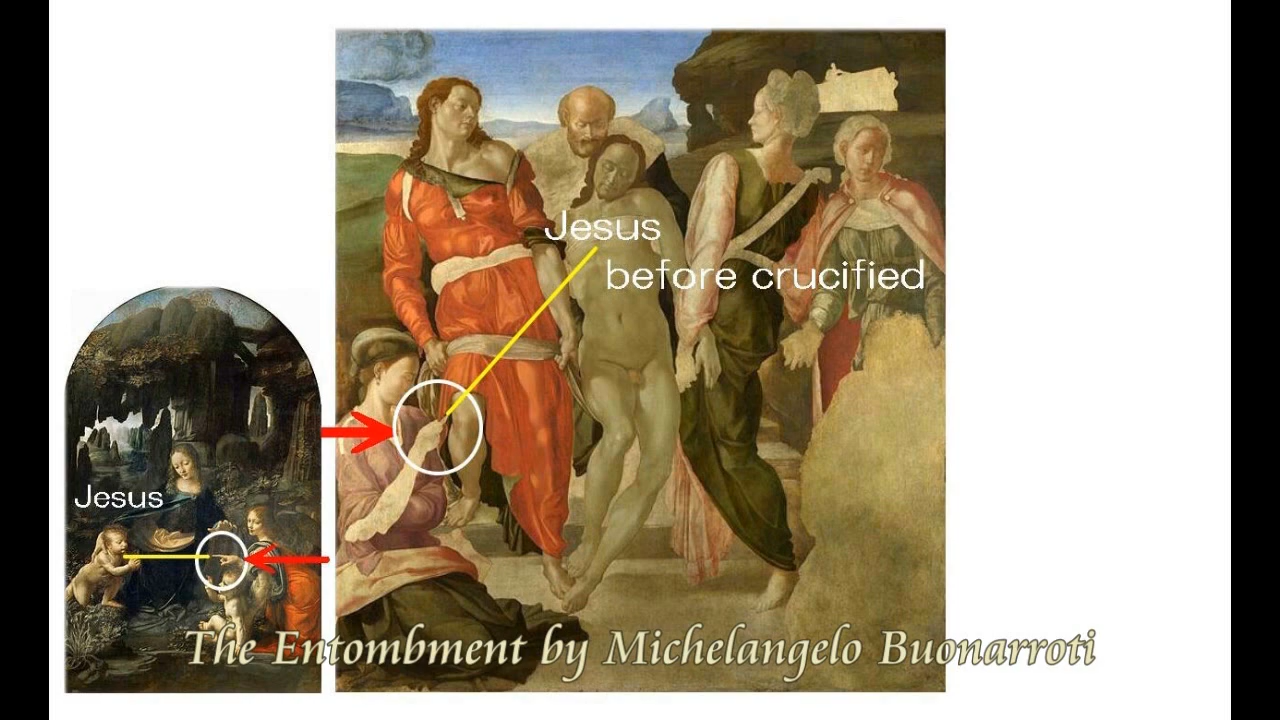 Jesus
before crucified
Jesus
The Entombment by Michelangelo Buonarroti